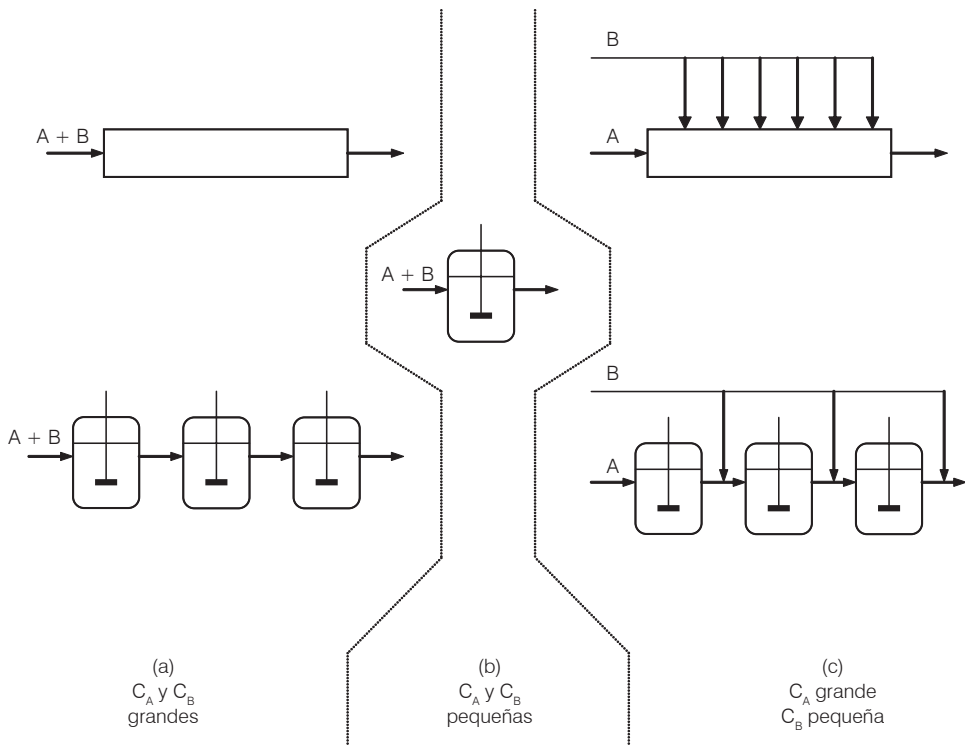 B
A + B
A
A + B
B
A + B
A
(a)
C_A y C_B
grandes
(b)
C_A y C_B
pequeñas
(c)
C_A grande
C_B pequeña